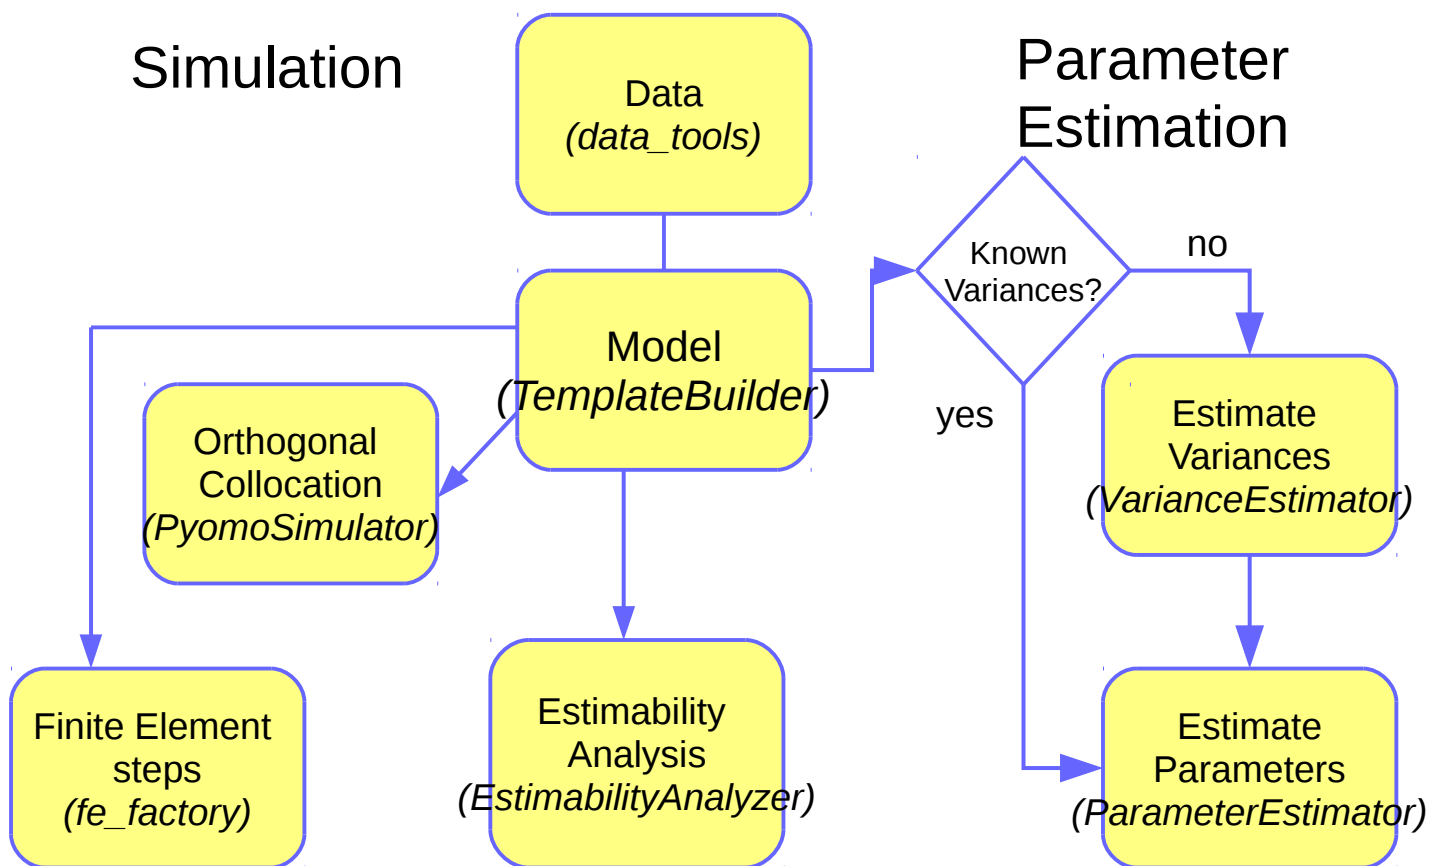 Simulation
Parameter
Estimation
Data
(data_tools)
Known
Variances?
no
yes
Model
(TemplateBuilder)
Orthogonal
Collocation
(PyomoSimulator)
Estimate
Variances
(VarianceEstimator)
Finite Element
steps
(fe_factory)
Estimability
Analysis
(EstimabilityAnalyzer)
Estimate
Parameters
(ParameterEstimator)